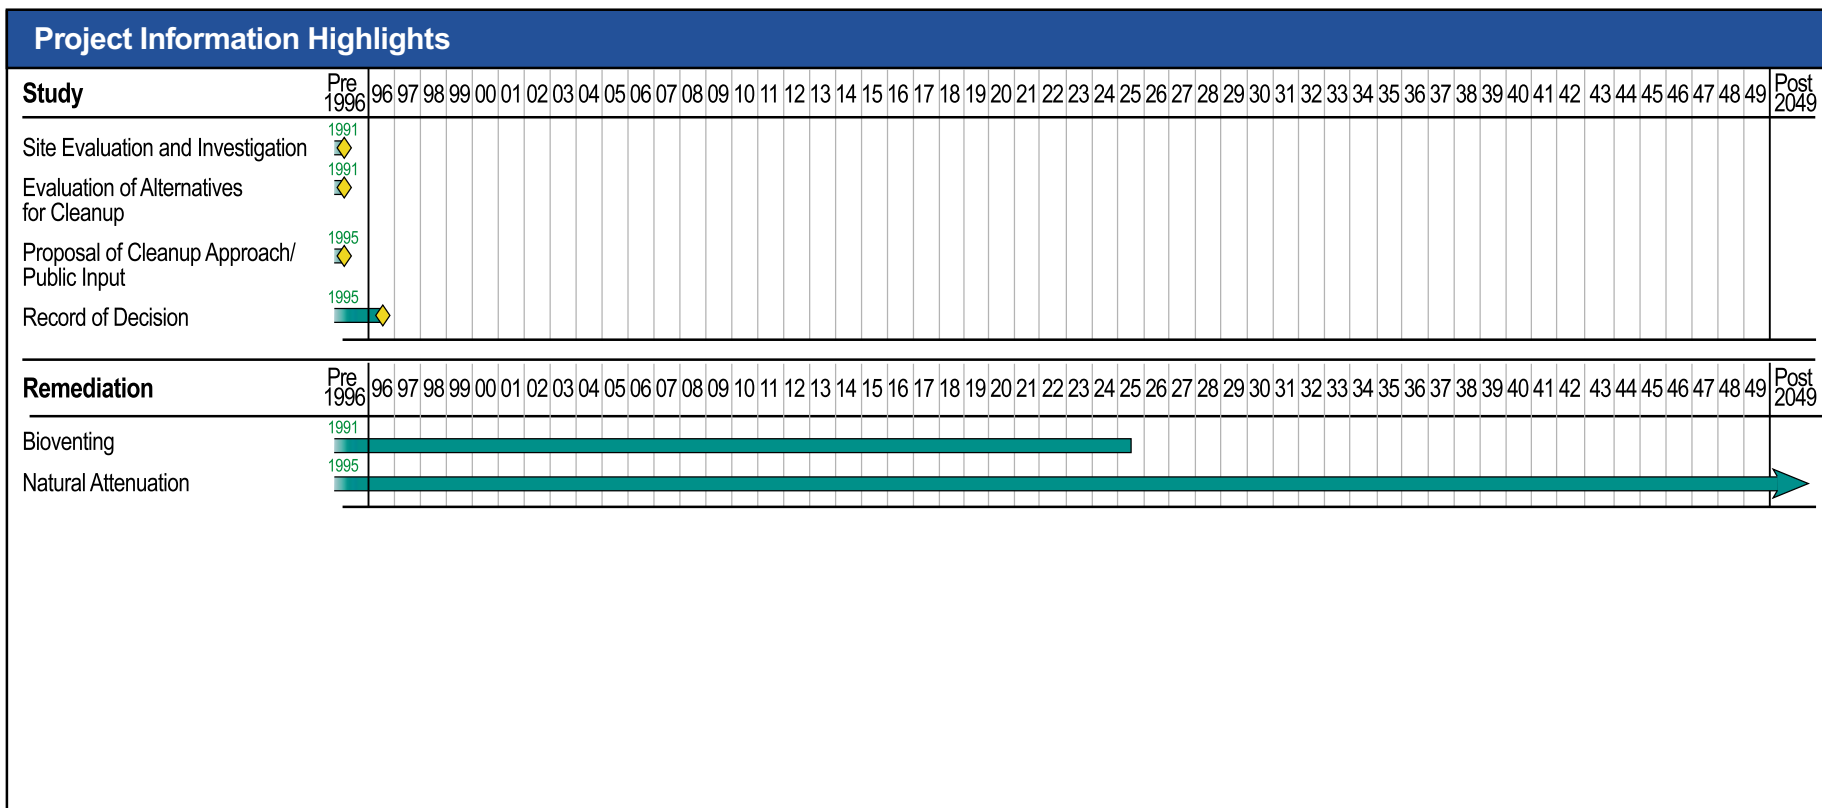 Project Information Highlights
Study Pre 1996 96 97 98 99 00 01 02 03 04 05 06 07 08 09 10 11 12 13 14 15 16 17 18 19 20 21 22 23 24 25 26 27 28 29 30 31 32 33 34 35 36 37 38 39 40 41 42 43 44 45 46 47 48 49 Post 2049
1991
Site Evaluation and Investigation
1991
Evaluation of Alternatives
for Cleanup
1995
Proposal of Cleanup Approach/
Public Input
1995
Record of Decision
Remediation Pre 1996 96 97 98 99 00 01 02 03 04 05 06 07 08 09 10 11 12 13 14 15 16 17 18 19 20 21 22 23 24 25 26 27 28 29 30 31 32 33 34 35 36 37 38 39 40 41 42 43 44 45 46 47 48 49 Post 2049
1991
Bioventing
1995
Natural Attenuation